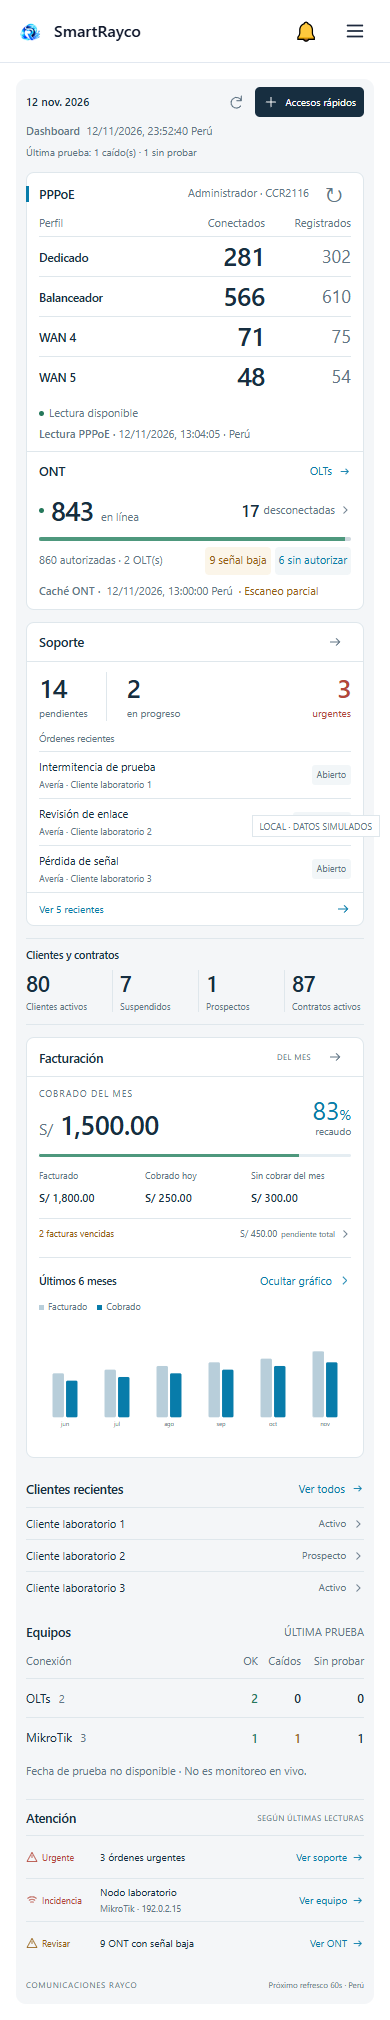 SmartRayco
12 nov. 2026
Accesos rápidos
Dashboard 12/11/2026, 23:52:40 Perú
Última prueba: 1 caído(s) · 1 sin probar
PPPoE Administrador · CCR2116
Perfil Conectados Registrados
Dedicado 281 302
Balanceador 566 610
WAN 4 71 75
WAN 5 48 54
Lectura disponible
Lectura PPPoE · 12/11/2026, 13:04:05 · Perú
ONT OLTs →
843 en línea 17 desconectadas
860 autorizadas · 2 OLT(s) 9 señal baja 6 sin autorizar
Caché ONT · 12/11/2026, 13:00:00 Perú · Escaneo parcial
Soporte →
14 2 3
pendientes en progreso urgentes
Órdenes recientes
Intermitencia de prueba
Avería · Cliente laboratorio 1
Abierto
Revisión de enlace
Avería · Cliente laboratorio 2
LOCAL · DATOS SIMULADOS
Pérdida de señal
Avería · Cliente laboratorio 3
Abierto
Ver 5 recientes →
Clientes y contratos
80 7 1 87
Clientes activos Suspendidos Prospectos Contratos activos
Facturación DEL MES →
COBRADO DEL MES
S/ 1,500.00
83%
recaudo
Facturado Cobrado hoy Sin cobrar del mes
S/ 1,800.00 S/ 250.00 S/ 300.00
2 facturas vencidas S/ 450.00 pendiente total
Últimos 6 meses Ocultar gráfico
Facturado Cobrado
jun jul ago sep oct nov
Clientes recientes Ver todos →
Cliente laboratorio 1 Activo
Cliente laboratorio 2 Prospecto
Cliente laboratorio 3 Activo
Equipos ÚLTIMA PRUEBA
Conexión OK Caídos Sin probar
OLTs 2 2 0 0
MikroTik 3 1 1 1
Fecha de prueba no disponible · No es monitoreo en vivo.
Atención SEGÚN ÚLTIMAS LECTURAS
Urgente 3 órdenes urgentes Ver soporte →
Incidencia Nodo laboratorio
MikroTik · 192.0.2.15
Ver equipo →
Revisar 9 ONT con señal baja Ver ONT →
COMUNICACIONES RAYCO Próximo refresco 60s · Perú